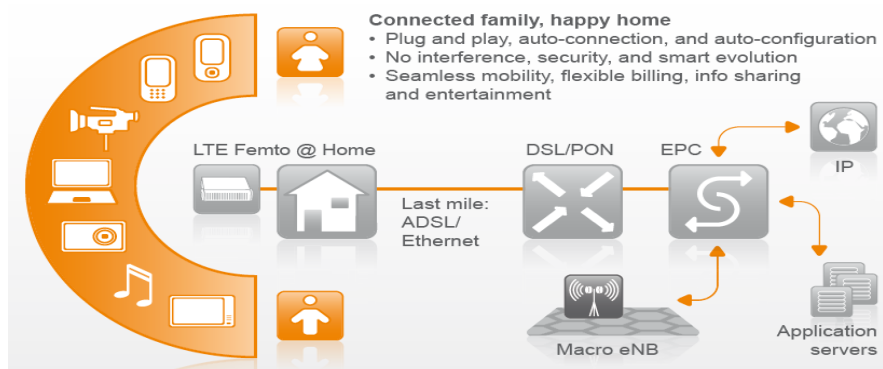 Connected family, happy home
• Plug and play, auto-connection, and auto-configuration
• No interference, security, and smart evolution
• Seamless mobility, flexible billing, info sharing
and entertainment
LTE Femto @ Home
DSL/PON
EPC
IP
Last mile:
ADSL/
Ethernet
Macro eNB
Application
servers